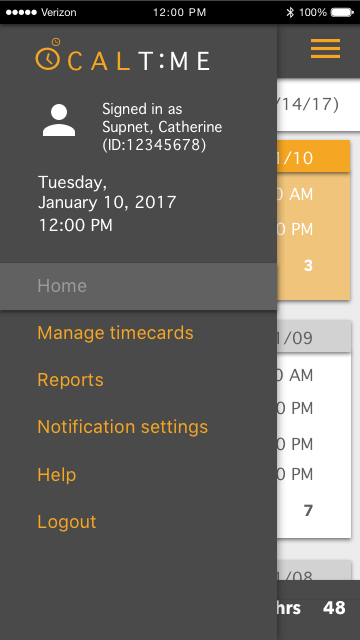 Verizon 12:00 PM 100%
CALT:ME
Signed in as
Supnet, Catherine
(ID:12345678)
Tuesday,
January 10, 2017
12:00 PM
Home
Manage timecards
Reports
Notification settings
Help
Logout
/14/17)
1/10
0 AM
0 PM
3
1/09
0 AM
0 PM
0 PM
0 PM
7
1/08
hrs 48